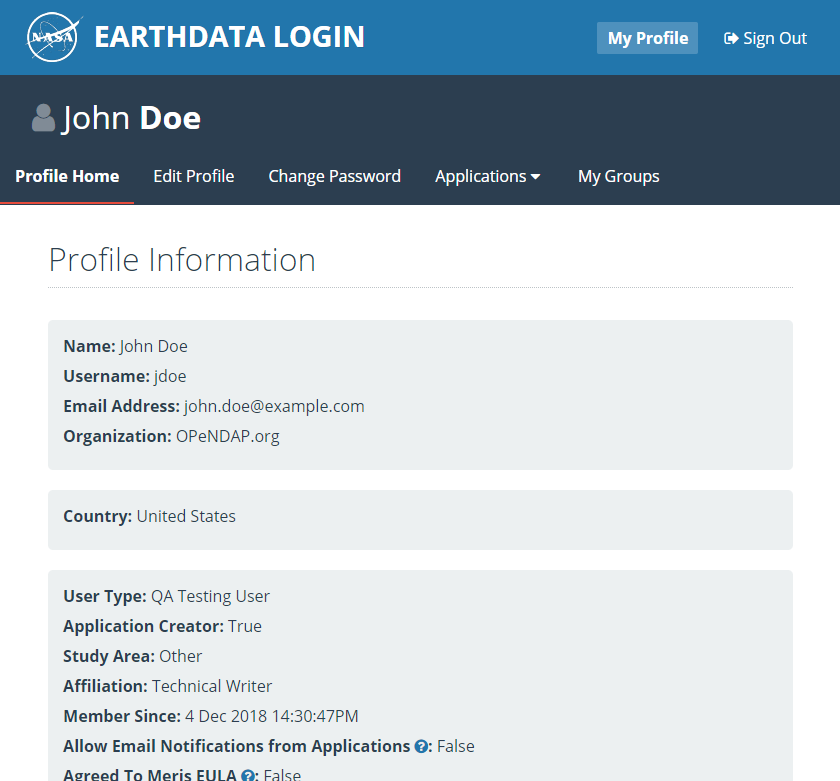 NASA
EARTHDATA LOGIN
My Profile
Sign Out
John Doe
Profile Home
Edit Profile
Change Password
Applications
My Groups
Profile Information
Name: John Doe
Username: jdoe
Email Address: john.doe@example.com
Organization: OPeNDAP.org
Country: United States
User Type: QA Testing User
Application Creator: True
Study Area: Other
Affiliation: Technical Writer
Member Since: 4 Dec 2018 14:30:47PM
Allow Email Notifications from Applications ?: False
Agreed To Meris EULA ?: False